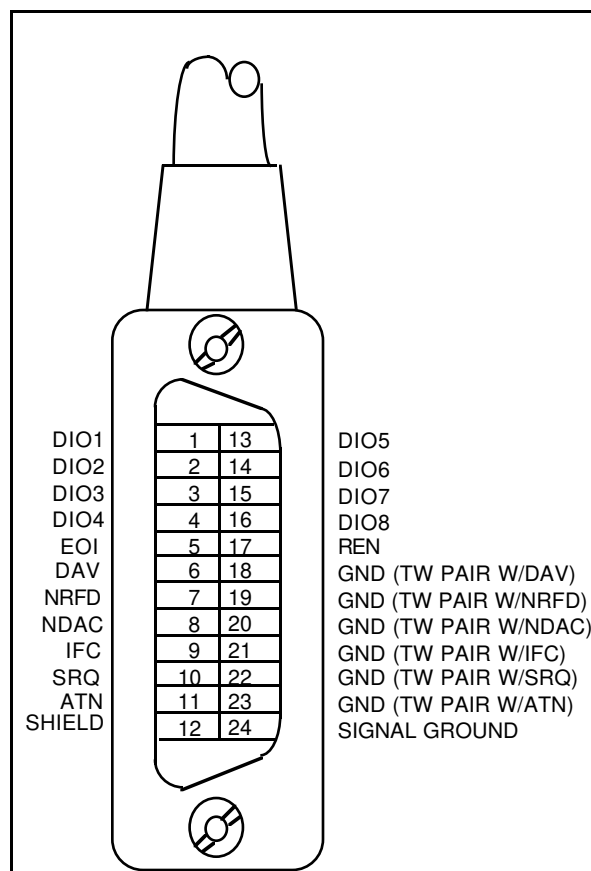 DIO1 1 13 DIO5
DIO2 2 14 DIO6
DIO3 3 15 DIO7
DIO4 4 16 DIO8
EOI 5 17 REN
DAV 6 18 GND (TW PAIR W/DAV)
NRFD 7 19 GND (TW PAIR W/NRFD)
NDAC 8 20 GND (TW PAIR W/NDAC)
IFC 9 21 GND (TW PAIR W/IFC)
SRQ 10 22 GND (TW PAIR W/SRQ)
ATN 11 23 GND (TW PAIR W/ATN)
SHIELD 12 24 SIGNAL GROUND